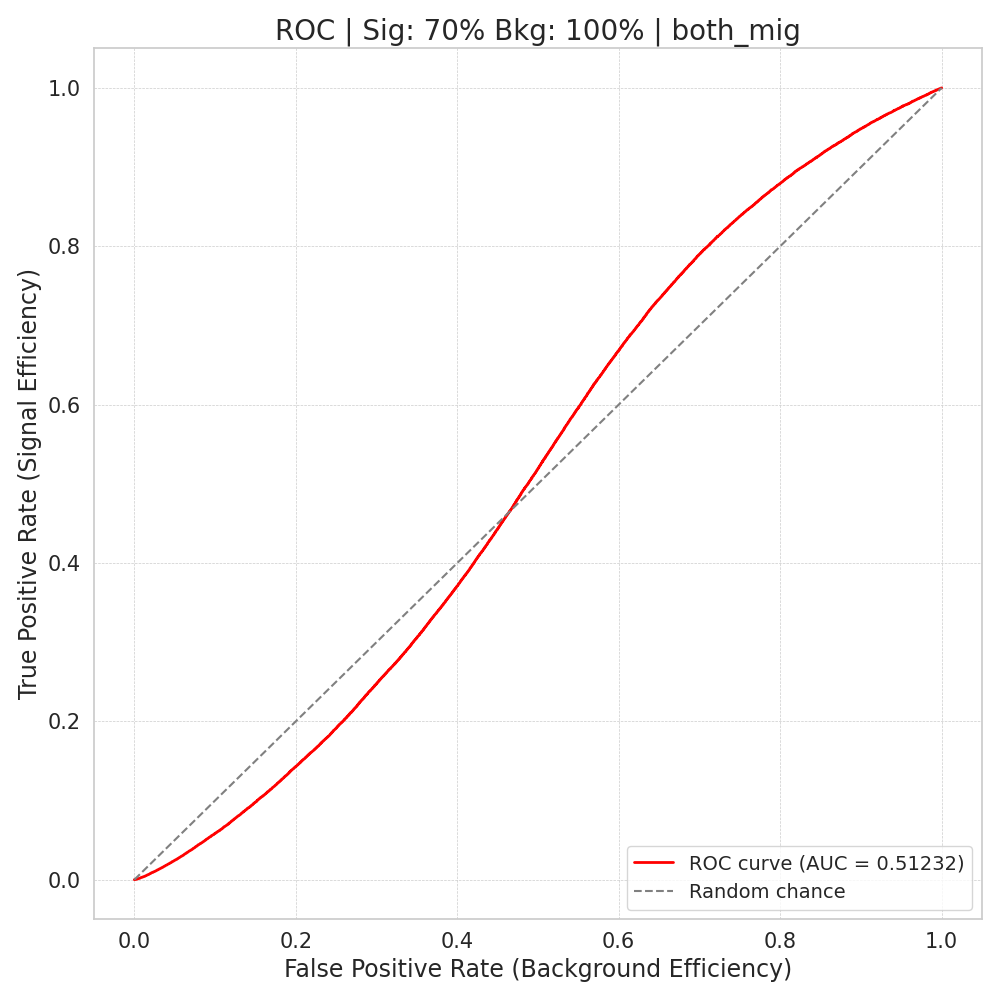 ROC | Sig: 70% Bkg: 100% | both_mig
True Positive Rate (Signal Efficiency)
1.0
0.8
0.6
0.4
0.2
0.0
ROC curve (AUC = 0.51232)
Random chance
0.0 0.2 0.4 0.6 0.8 1.0
False Positive Rate (Background Efficiency)